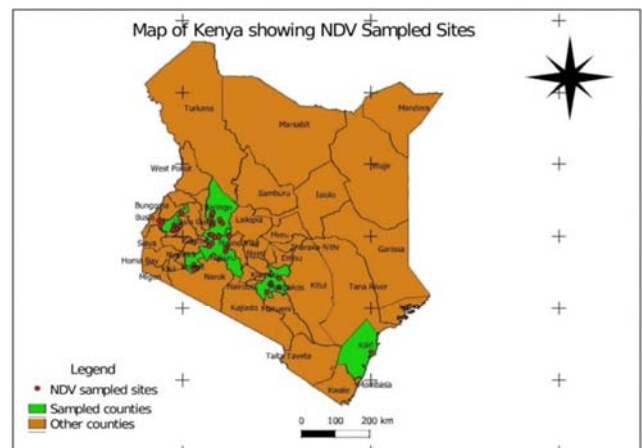 Map of Kenya showing NDV Sampled Sites
Mandera
Turkana
Marsabit
Wajir
West Pokot
Samburu
Isiolo
Bungoma
Baringo
Busia
Laikipia
Siaya
Meru
Tharaka-Nithi
Garissa
Embu
Homa Bay
Migori
Narok
Nairobi
Kitui
Tana River
Kajiado
Makueni
Kilifi
Taita Taveta
Mombasa
Kwale
Legend
NDV sampled sites
Sampled counties
Other counties
0 100 200 km